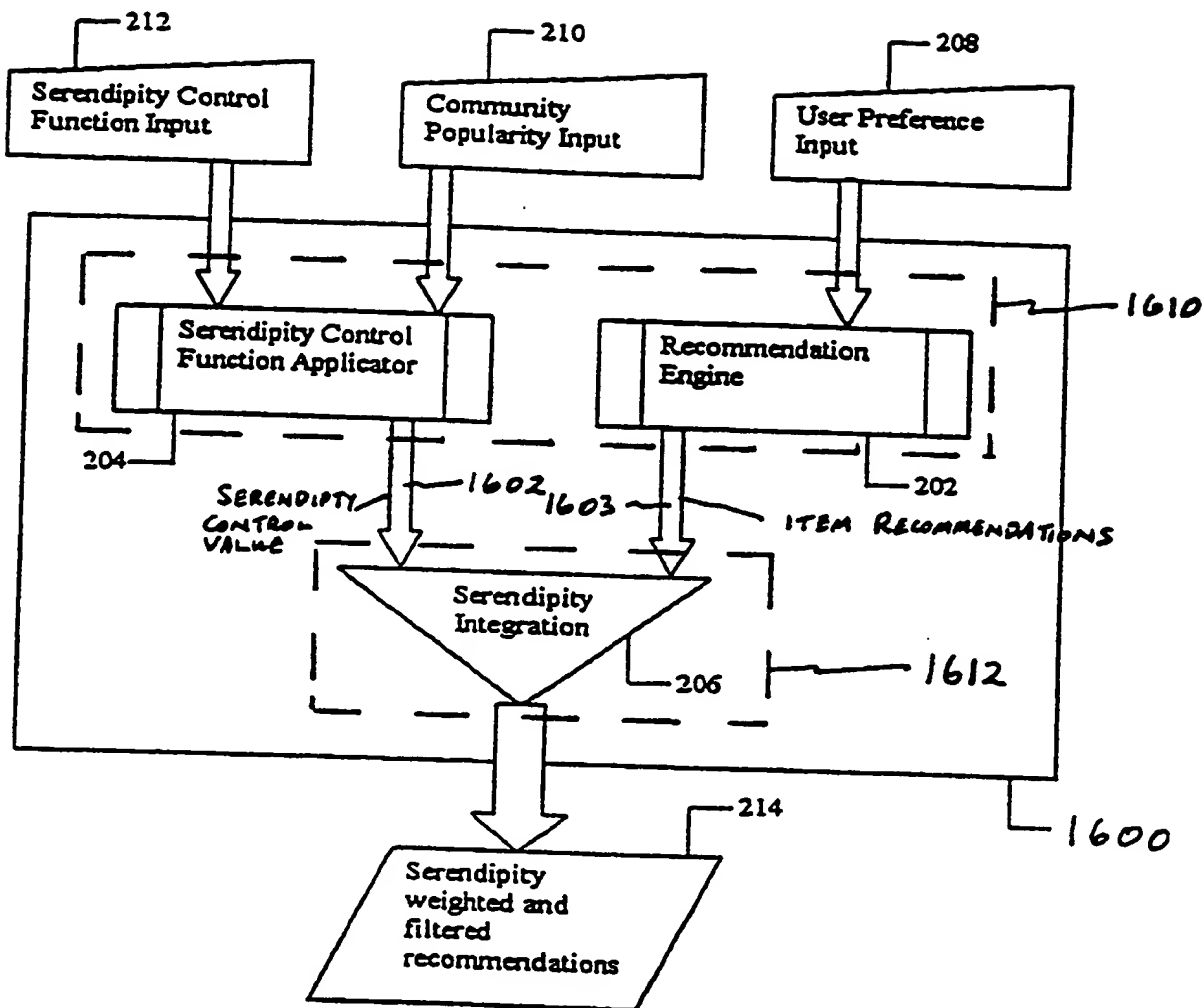 212
210
208
Serendipity Control
Function Input
Community
Popularity Input
User Preference
Input
1610
Serendipity Control
Function Applicator
Recommendation
Engine
204
202
SERENDIPTY
CONTROL
VALUE
1602
1603
ITEM RECOMMENDATIONS
Serendipity
Integration
206
1612
1600
214
Serendipity
weighted and
filtered
recommendations